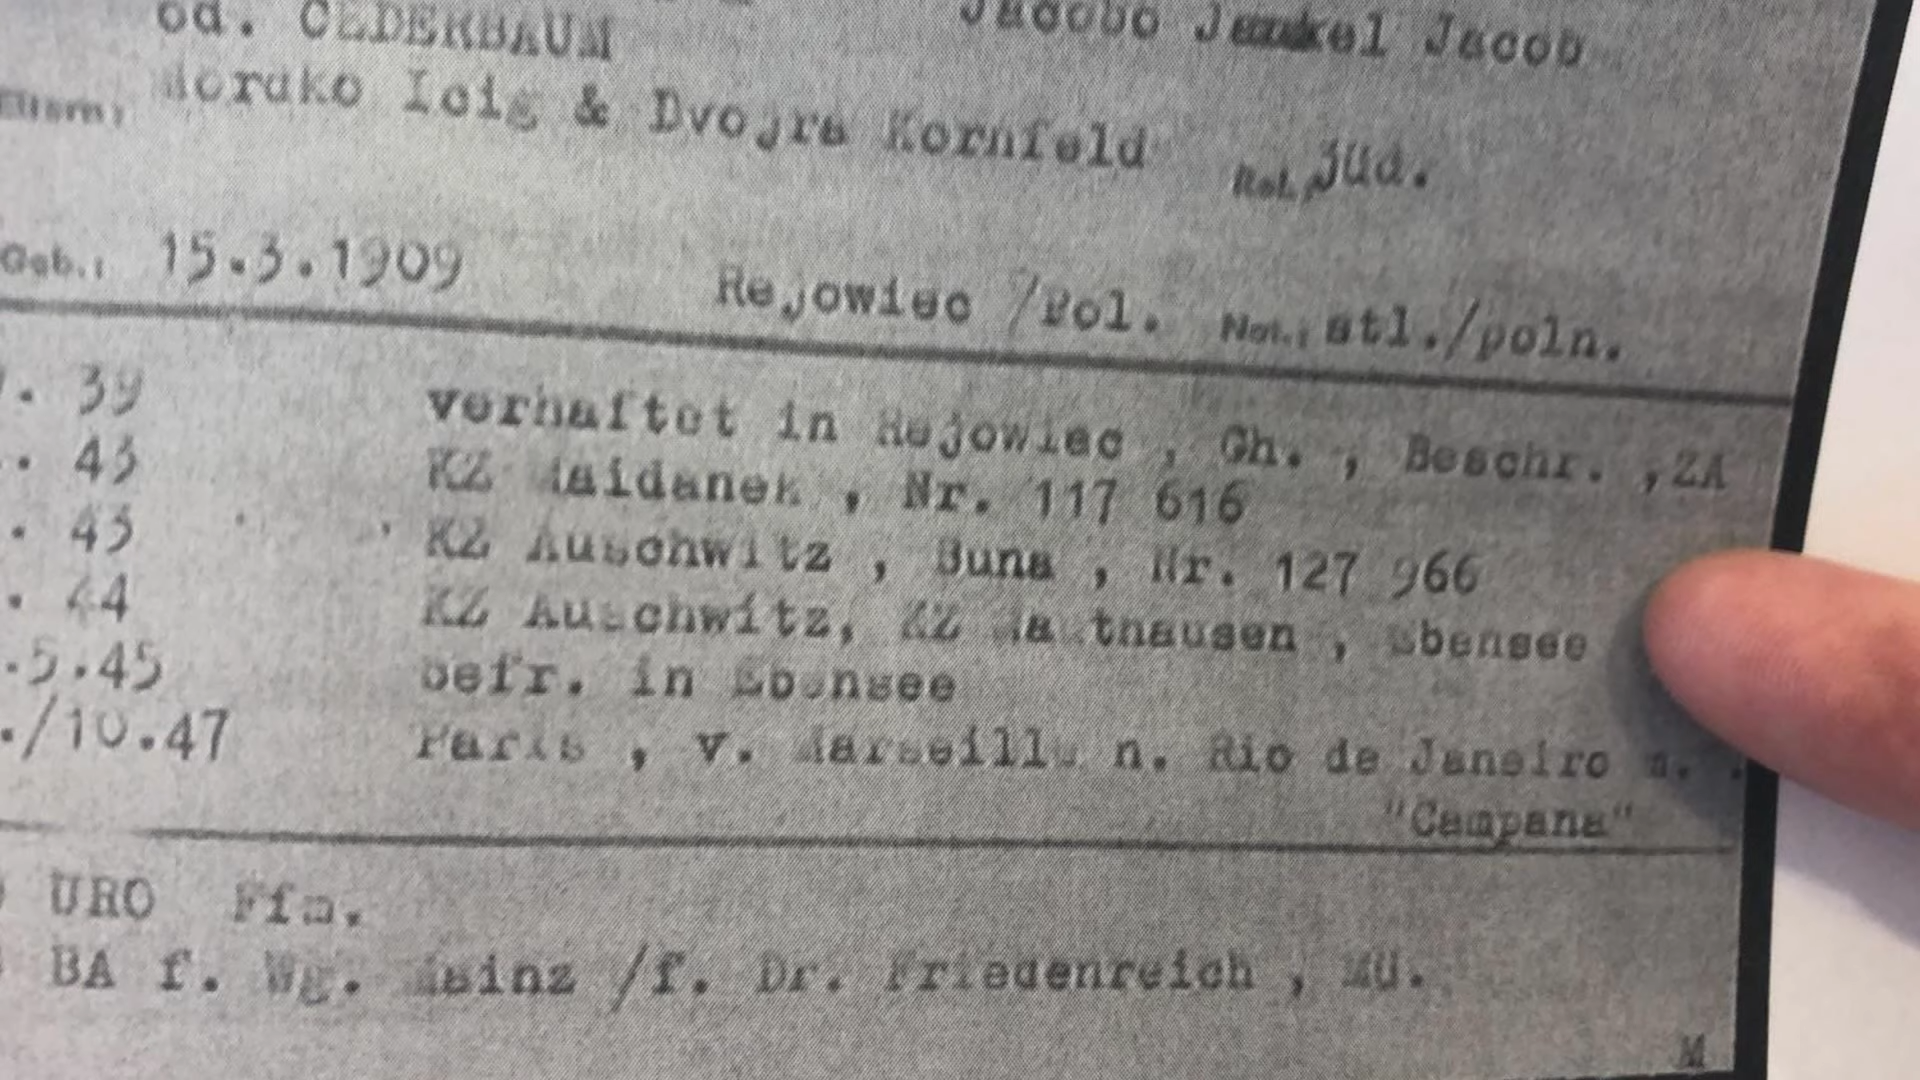 od. CEDERBAUM Jacobo Jankel Jacob
Mordko Icig & Dvojra Kornfeld Rel. jüd.
Geb.: 15.3.1909 Rejowiec /Pol. Nat.: stl./poln.
. 39 verhaftet in Rejowiec , Gh. , Beschr. ,ZA
. 43 KZ Maidanek , Nr. 117 616
. 43 KZ Auschwitz , Buna , Nr. 127 966
. 44 KZ Auschwitz, KZ Mauthausen , Ebensee
.5.45 befr. in Ebensee
./10.47 Paris , v. Marseille n. Rio de Janeiro
"Campana"
URO Ffm.
BA f. Wg. Mainz /f. Dr. Friedenreich , MU.
M